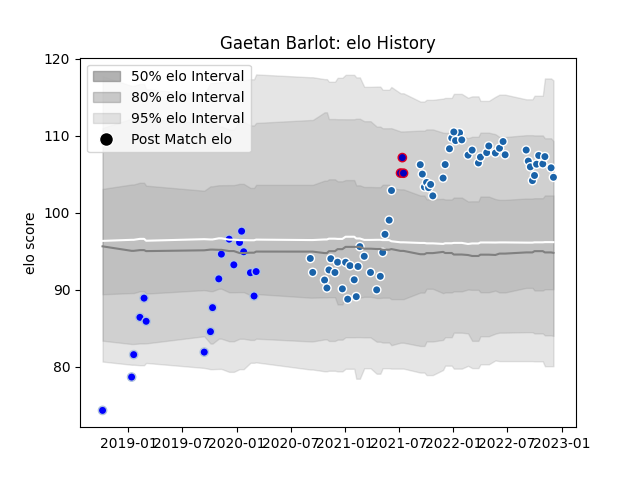 Gaetan Barlot: elo History
50% elo Interval
80% elo Interval
95% elo Interval
Post Match elo
elo score
120
110
100
90
80
2019-01 2019-07 2020-01 2020-07 2021-01 2021-07 2022-01 2022-07 2023-01